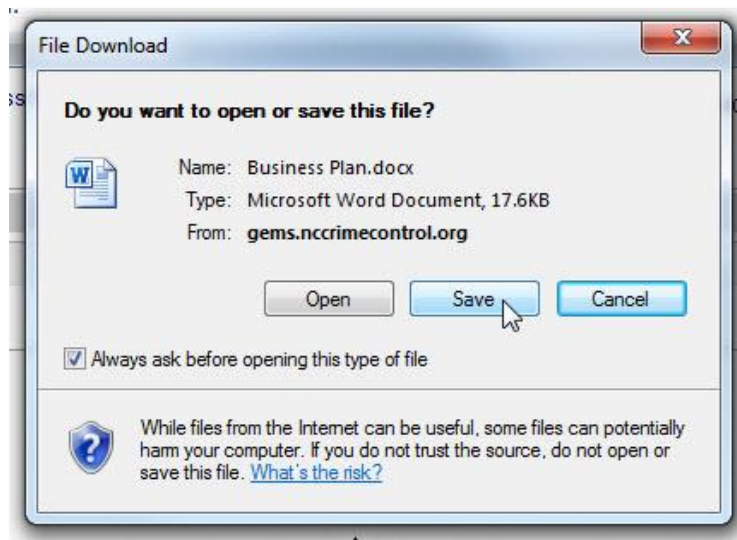 File Download
Do you want to open or save this file?
Name: Business Plan.docx
Type: Microsoft Word Document, 17.6KB
From: gems.nccrimecontrol.org
Open Save Cancel
Always ask before opening this type of file
While files from the Internet can be useful, some files can potentially
harm your computer. If you do not trust the source, do not open or
save this file. What's the risk?